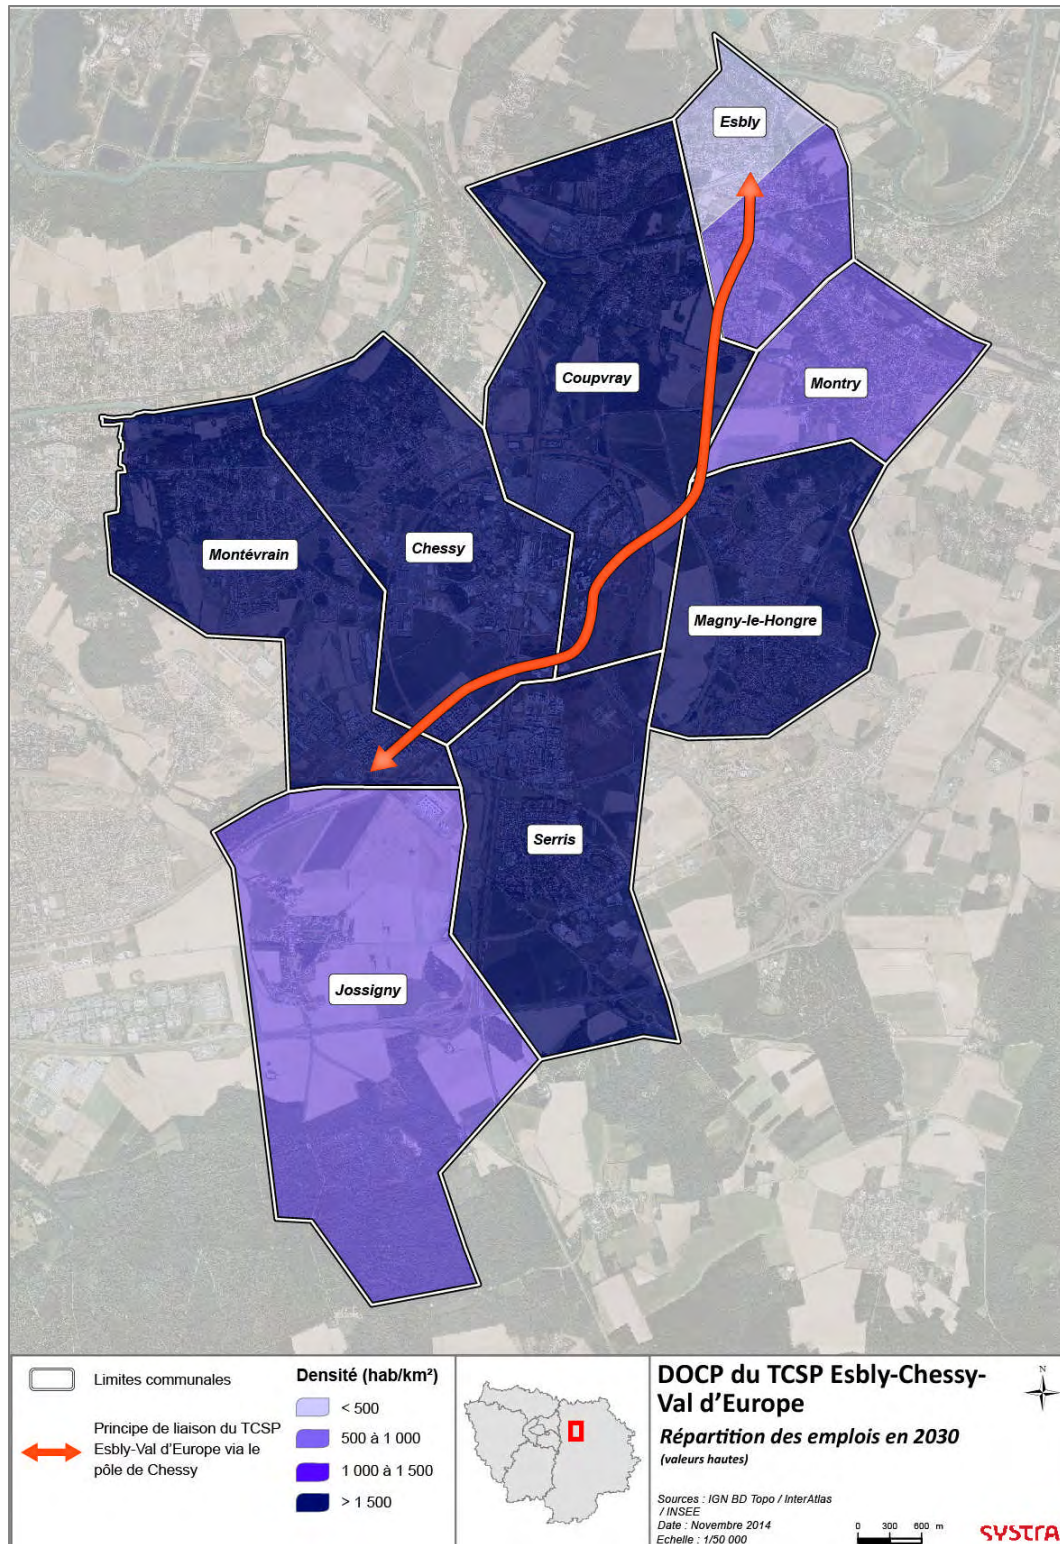 Esbly
Coupvray
Montry
Montévrain
Chessy
Magny-le-Hongre
Serris
Jossigny
Limites communales
Principe de liaison du TCSP
Esbly-Val d'Europe via le
pôle de Chessy
Densité (hab/km²)
< 500
500 à 1 000
1 000 à 1 500
> 1 500
DOCP du TCSP Esbly-Chessy-
Val d'Europe
N
Répartition des emplois en 2030
(valeurs hautes)
Sources : IGN BD Topo / InterAtlas
/ INSEE
Date : Novembre 2014
Echelle : 1/50 000
0 300 600 m
SYSTRA